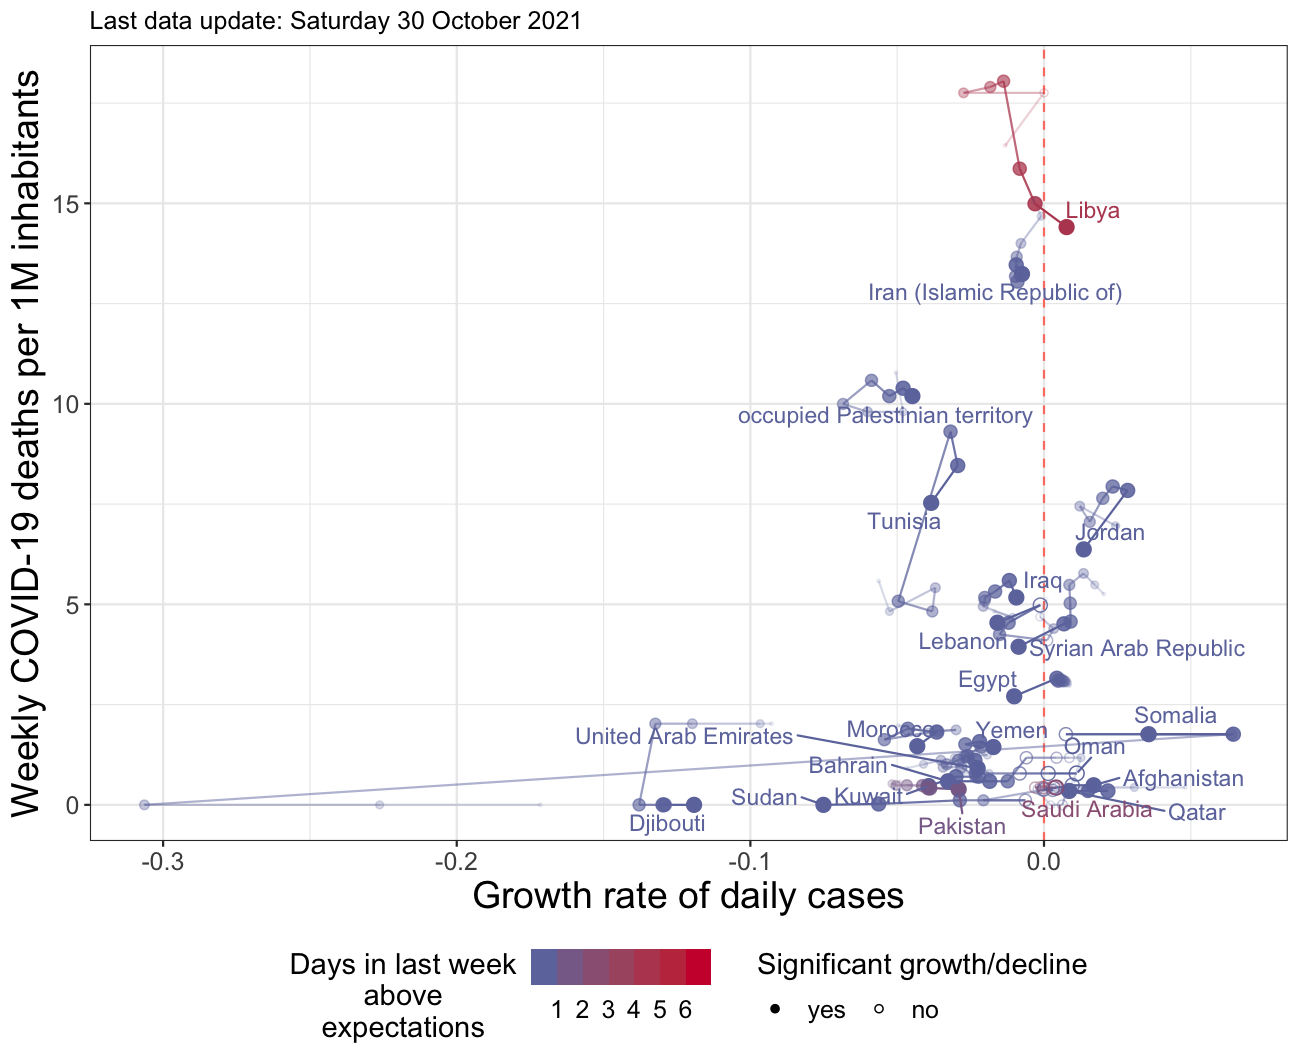 Last data update: Saturday 30 October 2021
Weekly COVID-19 deaths per 1M inhabitants
15
10
5
0
Libya
Iran (Islamic Republic of)
occupied Palestinian territory
Tunisia
Jordan
Iraq
Lebanon
Syrian Arab Republic
Egypt
Somalia
Morocco
Yemen
United Arab Emirates
Oman
Bahrain
Afghanistan
Sudan
Kuwait
Saudi Arabia
Qatar
Djibouti
Pakistan
-0.3
-0.2
-0.1
0.0
Growth rate of daily cases
Days in last week
above
expectations
1 2 3 4 5 6
Significant growth/decline
yes
no